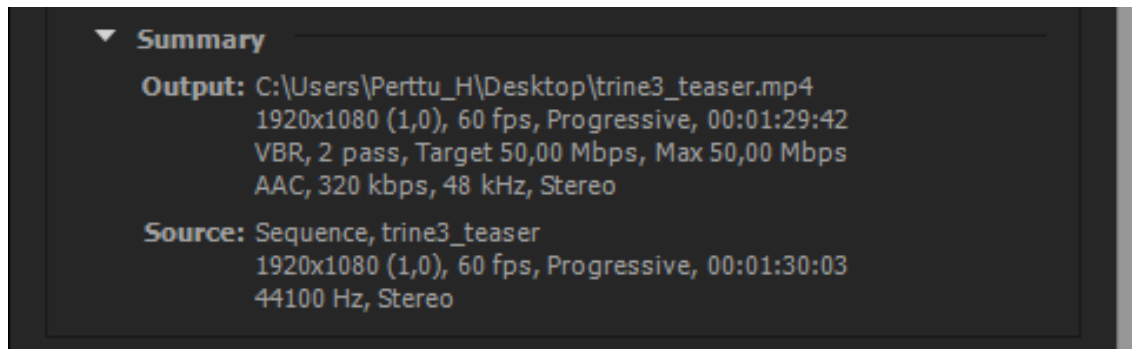 Summary
Output: C:\Users\Perttu_H\Desktop\trine3_teaser.mp4
1920x1080 (1,0), 60 fps, Progressive, 00:01:29:42
VBR, 2 pass, Target 50,00 Mbps, Max 50,00 Mbps
AAC, 320 kbps, 48 kHz, Stereo
Source: Sequence, trine3_teaser
1920x1080 (1,0), 60 fps, Progressive, 00:01:30:03
44100 Hz, Stereo